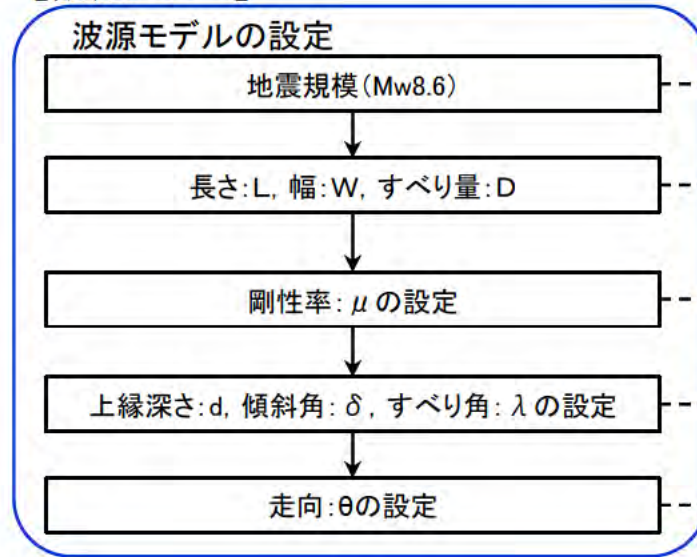 波源モデルの設定
地震規模(Mw8.6)
長さ:L, 幅:W, すべり量:D
剛性率:μの設定
上縁深さ:d, 傾斜角:δ, すべり角:λの設定
走向:θの設定